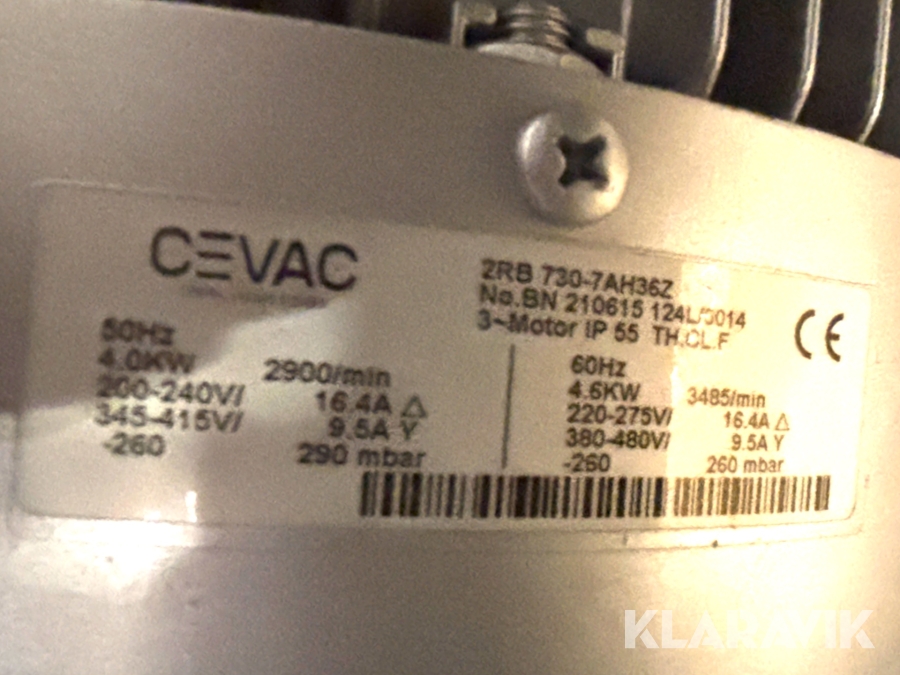 CEVAC
2RB 730-7AH36Z
No.BN 210615 124L/0014
3~Motor IP 55 TH.CL.F
CE
50Hz
4.0KW 2900/min
200-240V/ 16.4A △
345-415V/ 9.5A Y
-260 290 mbar
60Hz
4.6KW 3485/min
220-275V/ 16.4A △
380-480V/ 9.5A Y
-260 260 mbar
KLARAVIK